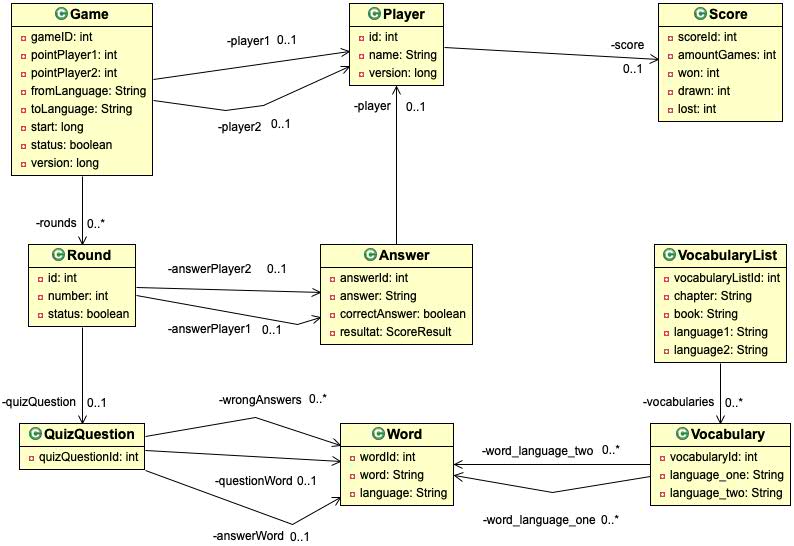 Game
gameID: int
pointPlayer1: int
pointPlayer2: int
fromLanguage: String
toLanguage: String
start: long
status: boolean
version: long
-player1 0..1
-player2 0..1
Player
id: int
name: String
version: long
-score
0..1
Score
scoreId: int
amountGames: int
won: int
drawn: int
lost: int
-player 0..1
-rounds 0..*
Round
id: int
number: int
status: boolean
-answerPlayer2 0..1
-answerPlayer1 0..1
Answer
answerId: int
answer: String
correctAnswer: boolean
resultat: ScoreResult
VocabularyList
vocabularyListId: int
chapter: String
book: String
language1: String
language2: String
-quizQuestion 0..1
-vocabularies 0..*
QuizQuestion
quizQuestionId: int
-wrongAnswers 0..*
-questionWord 0..1
-answerWord 0..1
Word
wordId: int
word: String
language: String
-word_language_two 0..*
-word_language_one 0..*
Vocabulary
vocabularyId: int
language_one: String
language_two: String